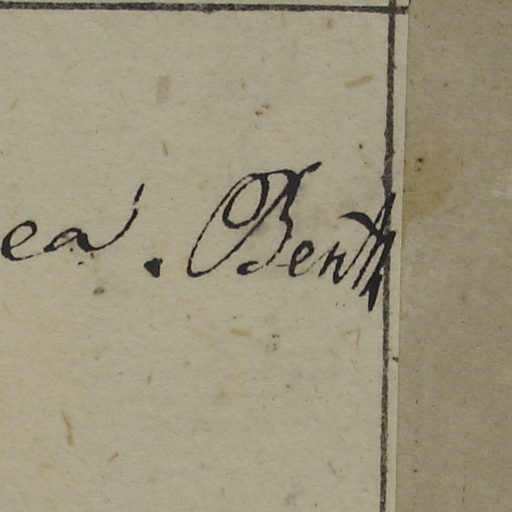 ea . Benth